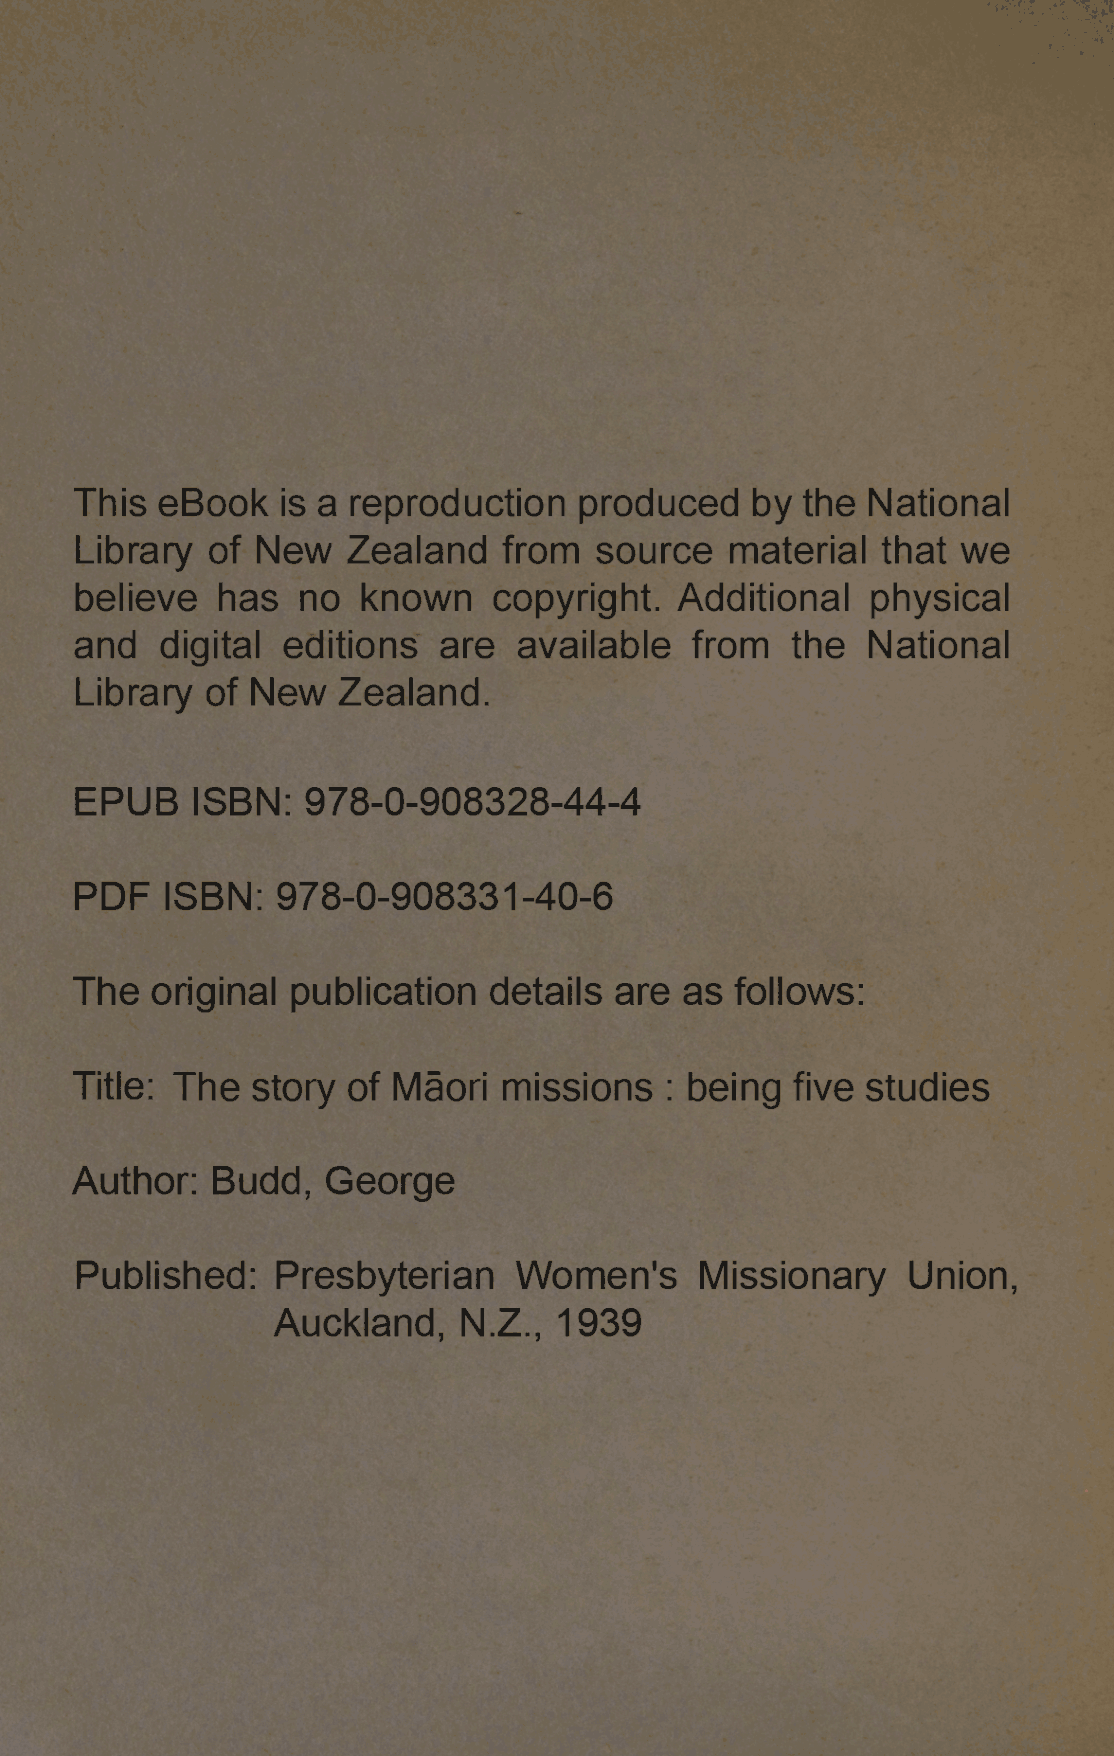 This eBook is a reproduction produced by the National
Library of New Zealand from source material that we
believe has no known copyright. Additional physical
and digital editions are available from the National
Library of New Zealand.
EPUB ISBN: 978-0-908328-44-4
PDF ISBN: 978-0-908331-40-6
The original publication details are as follows:
Title: The story of Māori missions : being five studies
Author: Budd, George
Published: Presbyterian Women's Missionary Union,
Auckland, N.Z., 1939